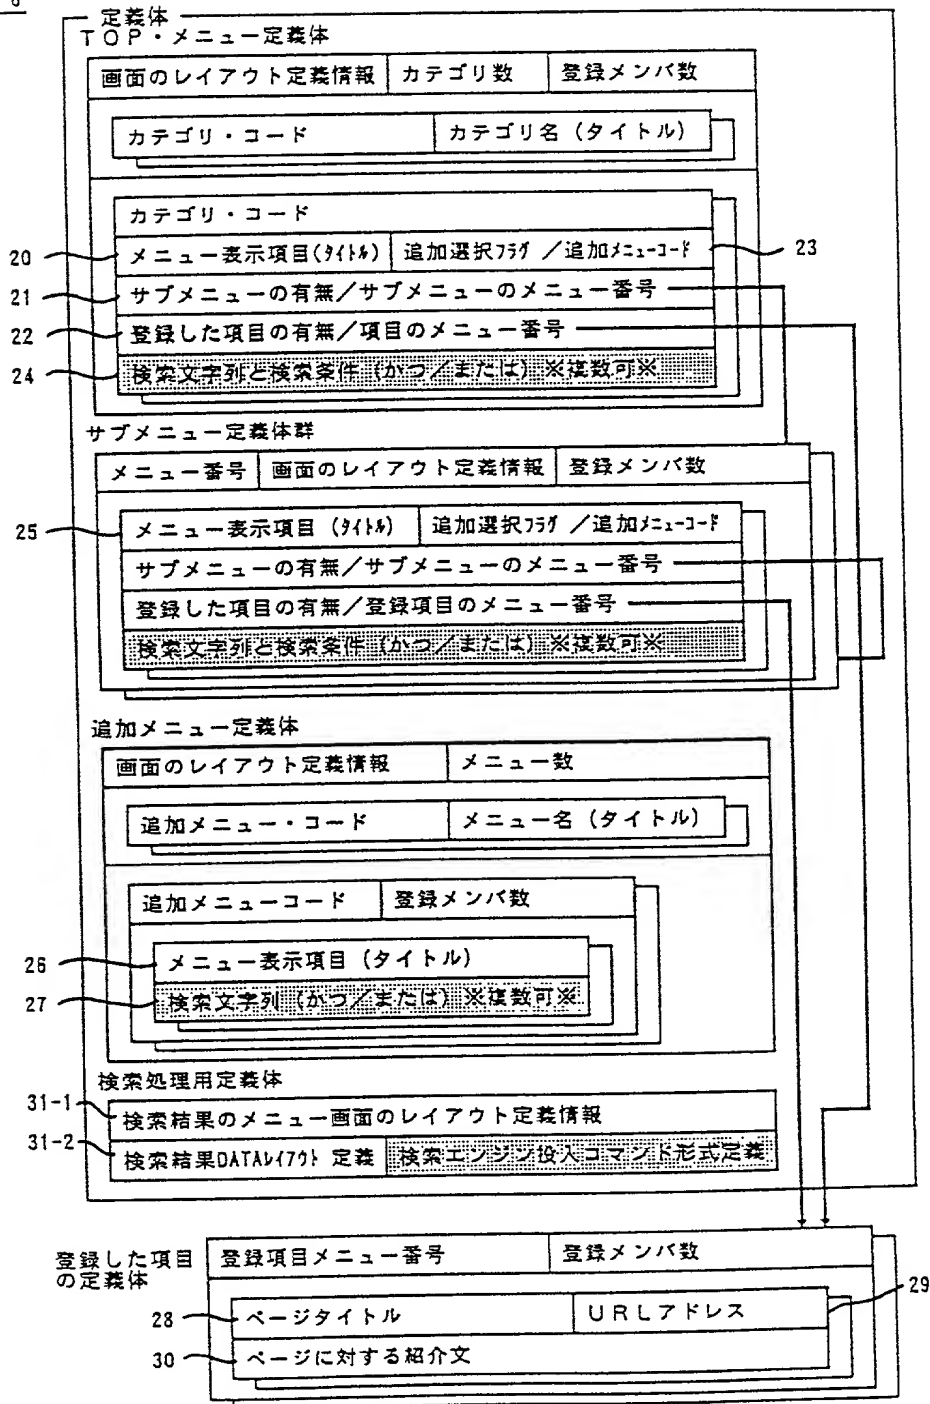 定義体
TOP・メニュー定義体
画面のレイアウト定義情報 カテゴリ数 登録メンバ数
カテゴリ・コード カテゴリ名(タイトル)
カテゴリ・コード
20 メニュー表示項目(タイトル) 追加選択フラグ/追加メニューコード 23
21 サブメニューの有無/サブメニューのメニュー番号
22 登録した項目の有無/項目のメニュー番号
24 検索文字列と検索条件(かつ/または)※複数可※
サブメニュー定義体群
メニュー番号 画面のレイアウト定義情報 登録メンバ数
25 メニュー表示項目(タイトル) 追加選択フラグ/追加メニューコード
サブメニューの有無/サブメニューのメニュー番号
登録した項目の有無/登録項目のメニュー番号
検索文字列と検索条件(かつ/または)※複数可※
追加メニュー定義体
画面のレイアウト定義情報 メニュー数
追加メニュー・コード メニュー名(タイトル)
追加メニューコード 登録メンバ数
26 メニュー表示項目(タイトル)
27 検索文字列(かつ/または)※複数可※
検索処理用定義体
31-1 検索結果のメニュー画面のレイアウト定義情報
31-2 検索結果DATAレイアウト定義 検索エンジン投入コマンド形式定義
登録した項目
の定義体
登録項目メニュー番号 登録メンバ数
28 ページタイトル URLアドレス 29
30 ページに対する紹介文